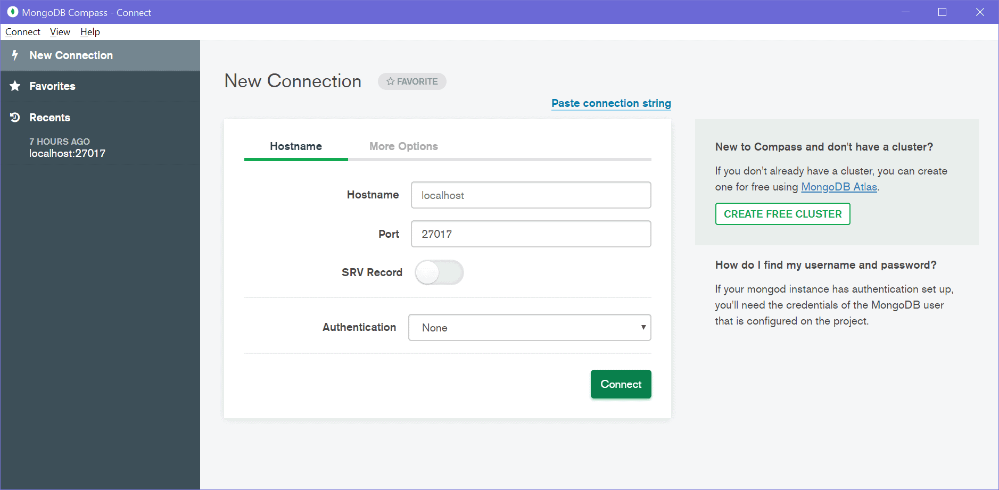 MongoDB Compass - Connect
Connect View Help
New Connection
Favorites
Recents
7 HOURS AGO
localhost:27017
New Connection
FAVORITE
Paste connection string
Hostname
More Options
Hostname
localhost
Port
27017
SRV Record
Authentication
None
Connect
New to Compass and don't have a cluster?
If you don't already have a cluster, you can create
one for free using MongoDB Atlas.
CREATE FREE CLUSTER
How do I find my username and password?
If your mongod instance has authentication set up,
you'll need the credentials of the MongoDB user
that is configured on the project.